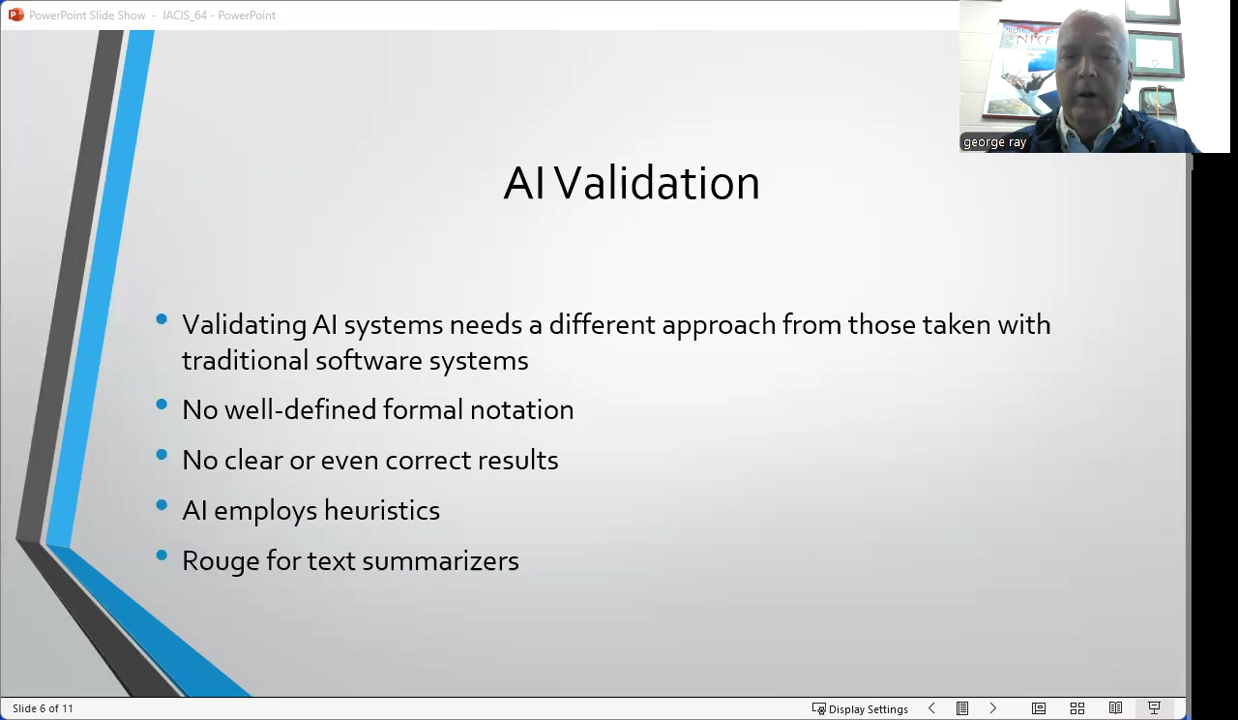 PowerPoint Slide Show - IACIS_64 - PowerPoint
george ray
AI Validation
Validating AI systems needs a different approach from those taken with
traditional software systems
No well-defined formal notation
No clear or even correct results
AI employs heuristics
Rouge for text summarizers
Slide 6 of 11
Display Settings